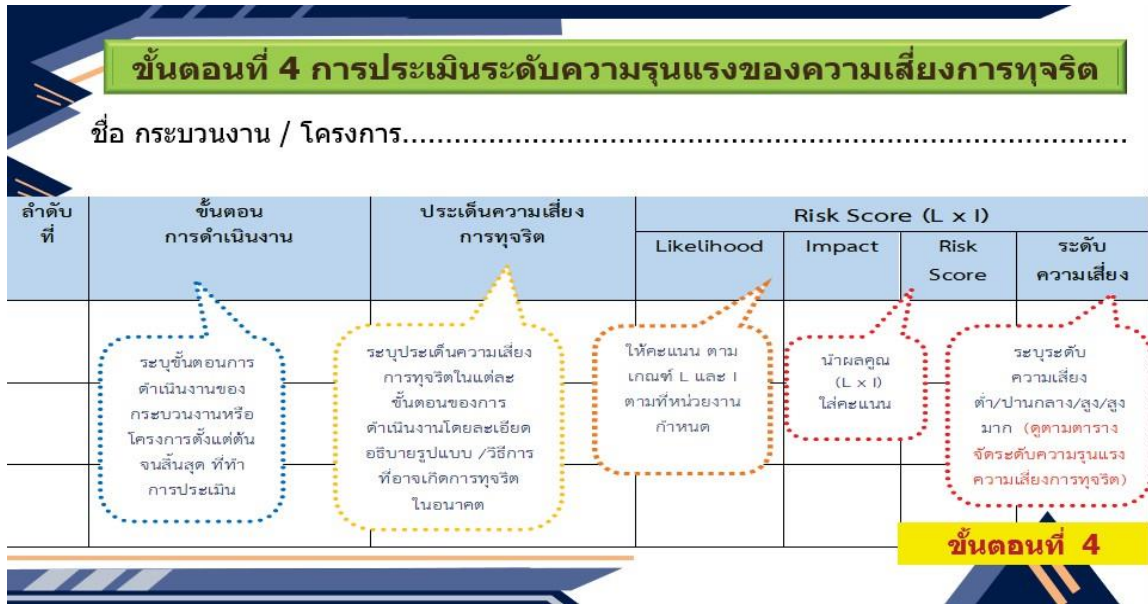 ขั้นตอนที่ 4 การประเมินระดับความรุนแรงของความเสี่ยงการทุจริต
ชื่อ กระบวนงาน / โครงการ....................................................................................
ลำดับ
ที่
ขั้นตอน
การดำเนินงาน
ประเด็นความเสี่ยง
การทุจริต
Risk Score (L x I)
Likelihood
Impact
Risk
Score
ระดับ
ความเสี่ยง
ระบุขั้นตอนการ
ดำเนินงานของ
กระบวนงานหรือ
โครงการตั้งแต่ต้น
จนสิ้นสุด ที่ทำ
การประเมิน
ระบุประเด็นความเสี่ยง
การทุจริตในแต่ละ
ขั้นตอนของการ
ดำเนินงานโดยละเอียด
อธิบายรูปแบบ /วิธีการ
ที่อาจเกิดการทุจริต
ในอนาคต
ให้คะแนน ตาม
เกณฑ์ L และ I
ตามที่หน่วยงาน
กำหนด
นำผลคูณ
(L x I)
ใส่คะแนน
ระบุระดับ
ความเสี่ยง
ต่ำ/ปานกลาง/สูง/สูง
มาก (ดูตามตาราง
จัดระดับความรุนแรง
ความเสี่ยงการทุจริต)
ขั้นตอนที่ 4